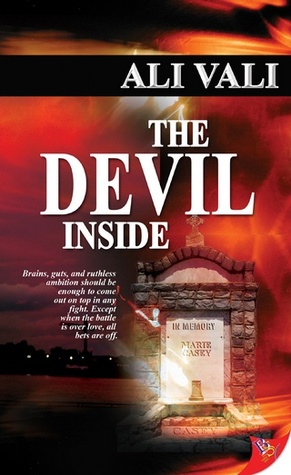 ALI VALI
THE
DEVIL
INSIDE
Brains, guts, and ruthless
ambition should be
enough to come
out on top in any
fight. Except
when the battle
is over love, all
bets are off.
IN MEMORY
MARIE
CASEY
CASEY